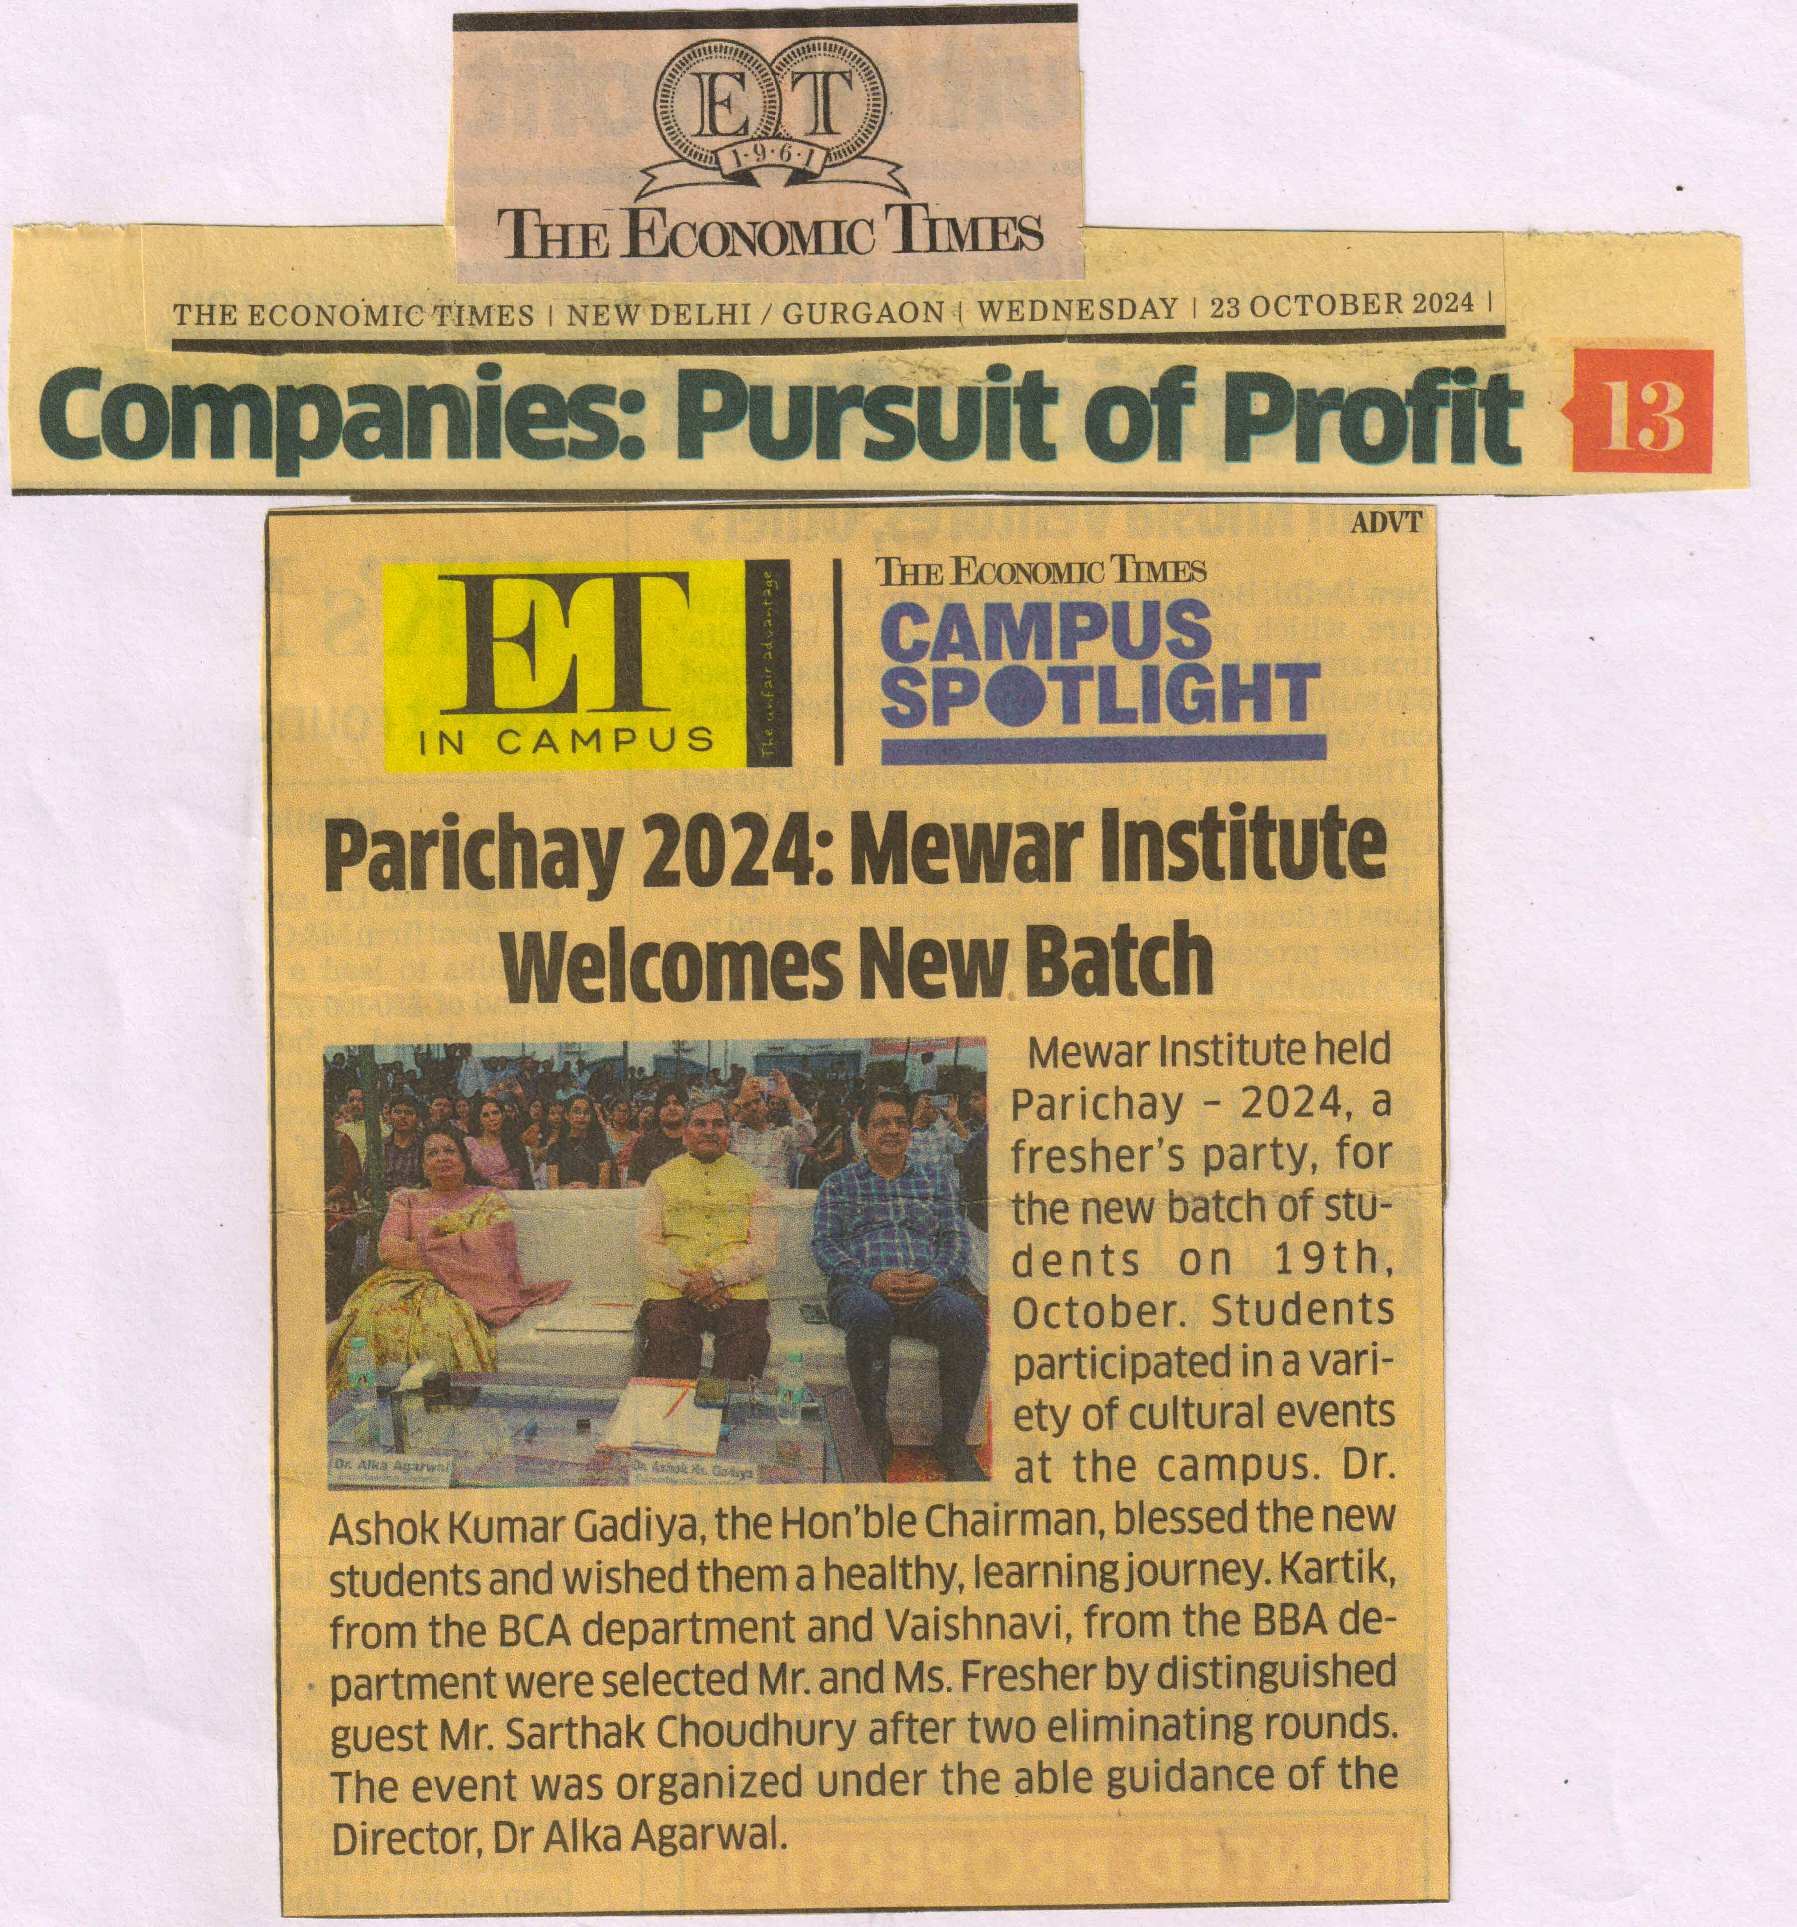 ET
1·9·6·1
THE ECONOMIC TIMES
THE ECONOMIC TIMES | NEW DELHI / GURGAON | WEDNESDAY | 23 OCTOBER 2024 |
Companies: Pursuit of Profit 13
ADVT
ET
IN CAMPUS
The unfair advantage
THE ECONOMIC TIMES
CAMPUS
SPOTLIGHT
Parichay 2024: Mewar Institute
Welcomes New Batch
Mewar Institute held
Parichay – 2024, a
fresher's party, for
the new batch of stu-
dents on 19th,
October. Students
participated in a vari-
ety of cultural events
at the campus. Dr.
Dr. Alka Agarwal
Dr. Ashok Kr. Gadiya
Ashok Kumar Gadiya, the Hon'ble Chairman, blessed the new
students and wished them a healthy, learning journey. Kartik,
from the BCA department and Vaishnavi, from the BBA de-
partment were selected Mr. and Ms. Fresher by distinguished
guest Mr. Sarthak Choudhury after two eliminating rounds.
The event was organized under the able guidance of the
Director, Dr Alka Agarwal.